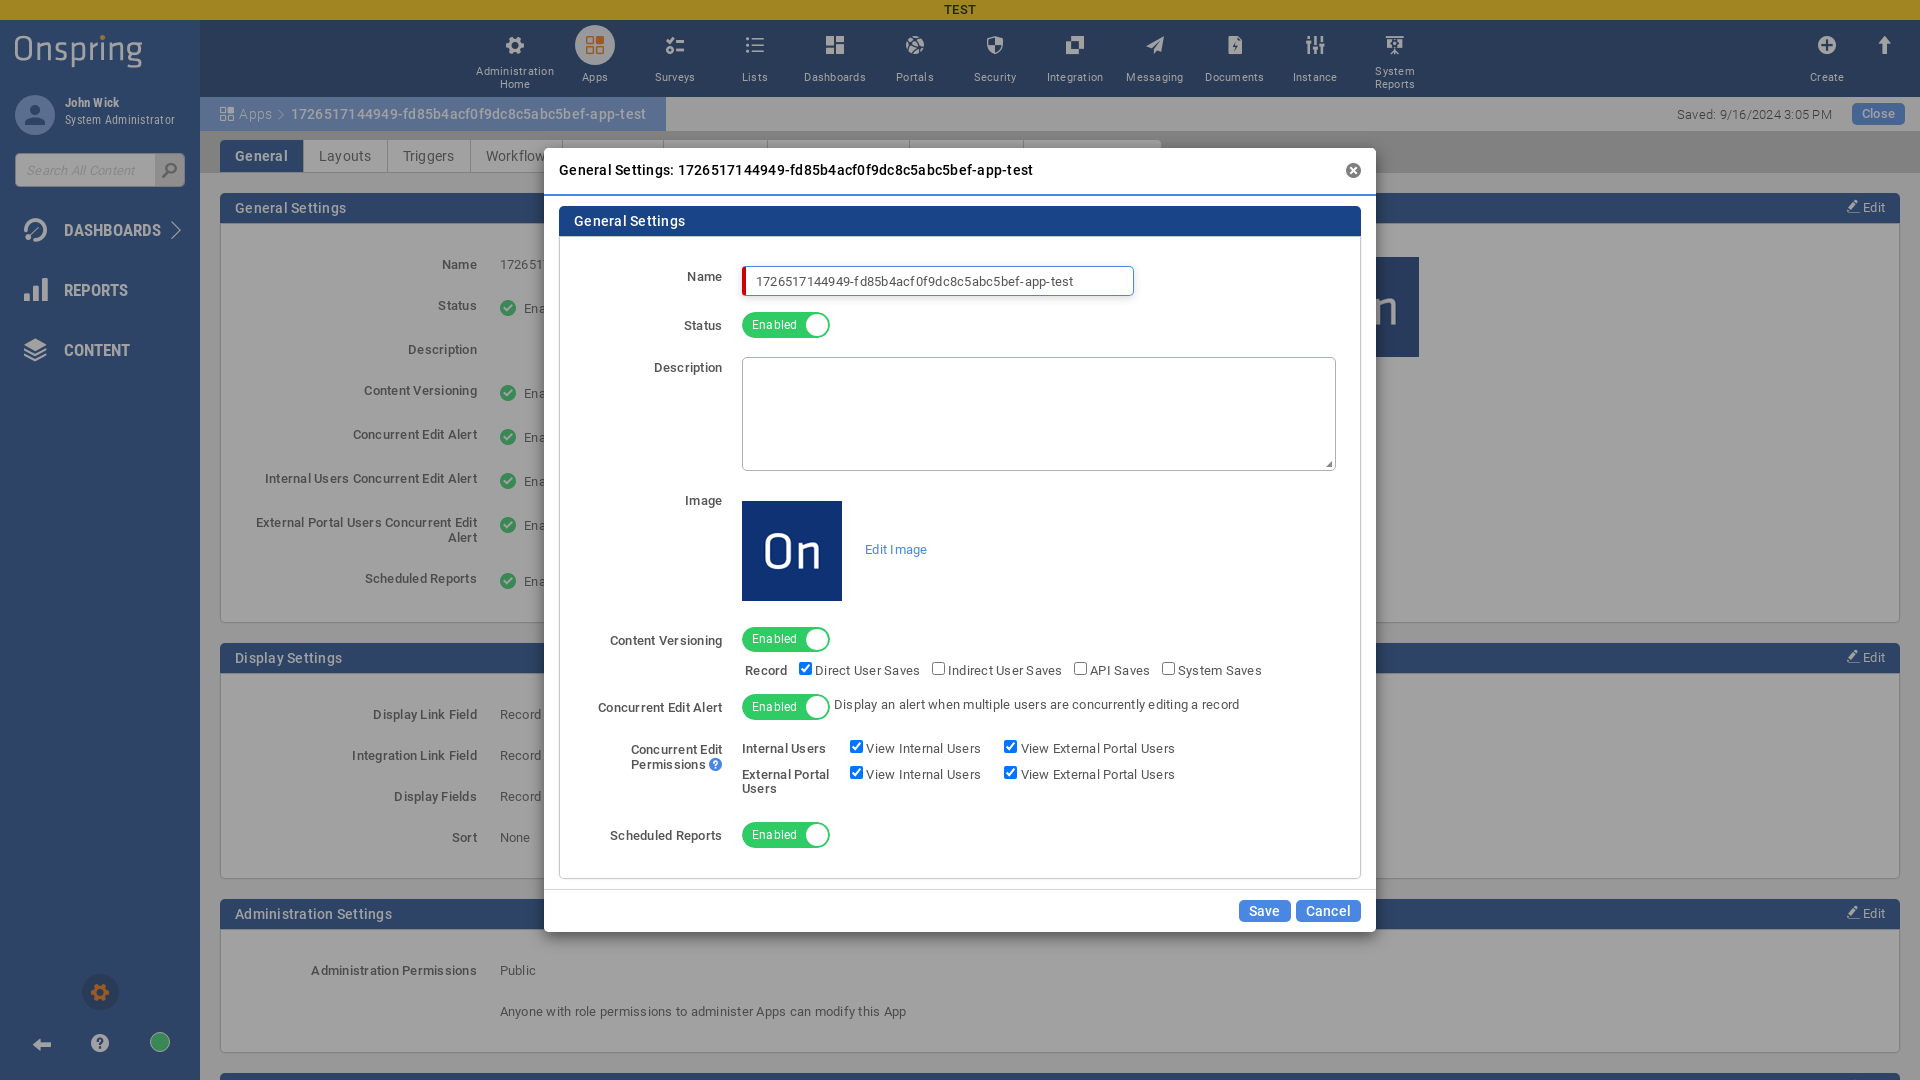 TEST
Onspring
Administration
Home
Apps
Surveys
Lists
Dashboards
Portals
Security
Integration
Messaging
Documents
Instance
System
Reports
Create
John Wick
System Administrator
Apps
1726517144949-fd85b4acf0f9dc8c5abc5bef-app-test
Saved: 9/16/2024 3:05 PM
Close
Search All Content
General
Layouts
Triggers
Workflow
DASHBOARDS
REPORTS
CONTENT
General Settings
Edit
Name
172651
Status
Ena
Description
Content Versioning
Ena
Concurrent Edit Alert
Ena
Internal Users Concurrent Edit Alert
Ena
External Portal Users Concurrent Edit
Alert
Ena
Scheduled Reports
Ena
Display Settings
Edit
Display Link Field
Record
Integration Link Field
Record
Display Fields
Record
Sort
None
Administration Settings
Edit
Administration Permissions
Public
Anyone with role permissions to administer Apps can modify this App
General Settings: 1726517144949-fd85b4acf0f9dc8c5abc5bef-app-test
General Settings
Name
1726517144949-fd85b4acf0f9dc8c5abc5bef-app-test
Status
Enabled
Description
Image
On
Edit Image
Content Versioning
Enabled
Record
Direct User Saves
Indirect User Saves
API Saves
System Saves
Concurrent Edit Alert
Enabled
Display an alert when multiple users are concurrently editing a record
Concurrent Edit
Permissions
Internal Users
View Internal Users
View External Portal Users
External Portal
Users
View Internal Users
View External Portal Users
Scheduled Reports
Enabled
Save
Cancel